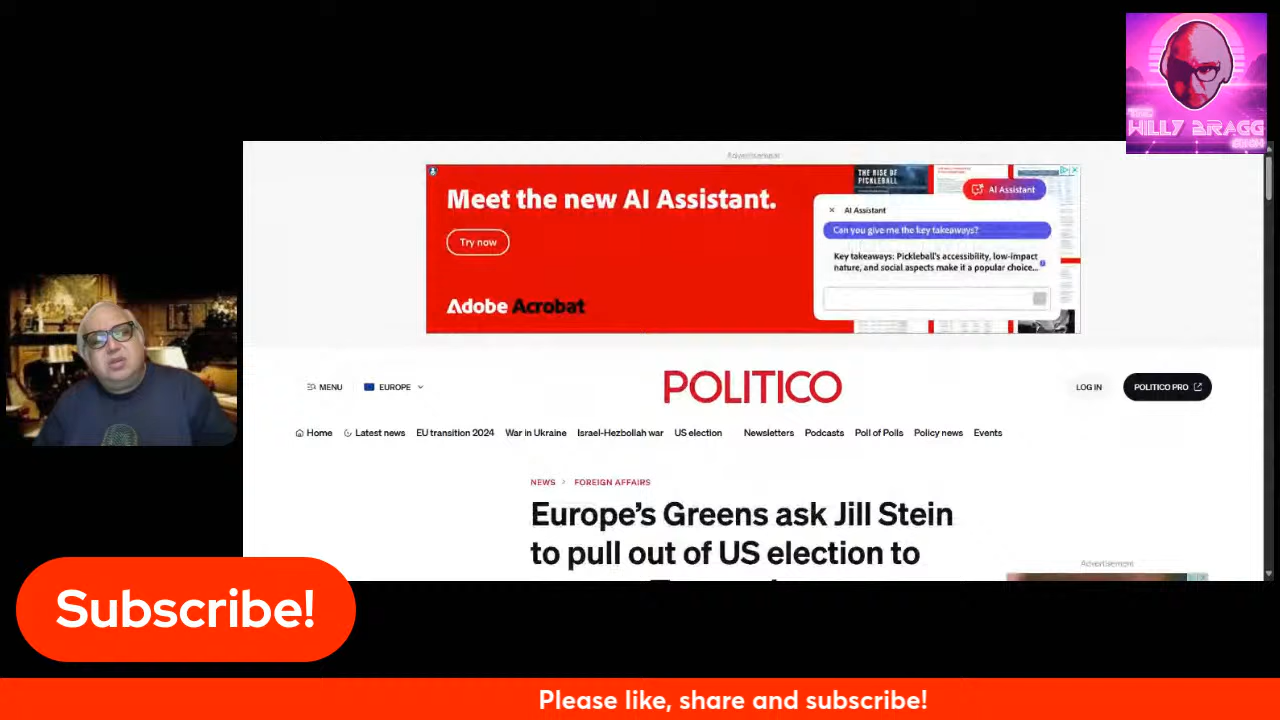 THE
WILLY BRAGG
SHOW
Advertisement
Meet the new AI Assistant.
Try now
Adobe Acrobat
THE RISE OF
PICKLEBALL
AI Assistant
AI Assistant
Can you give me the key takeaways?
Key takeaways: Pickleball's accessibility, low-impact
nature, and social aspects make it a popular choice...
MENU
EUROPE
POLITICO
LOG IN
POLITICO PRO
Home Latest news EU transition 2024 War in Ukraine Israel-Hezbollah war US election Newsletters Podcasts Poll of Polls Policy news Events
NEWS > FOREIGN AFFAIRS
Europe's Greens ask Jill Stein
to pull out of US election to
Advertisement
Subscribe!
Please like, share and subscribe!